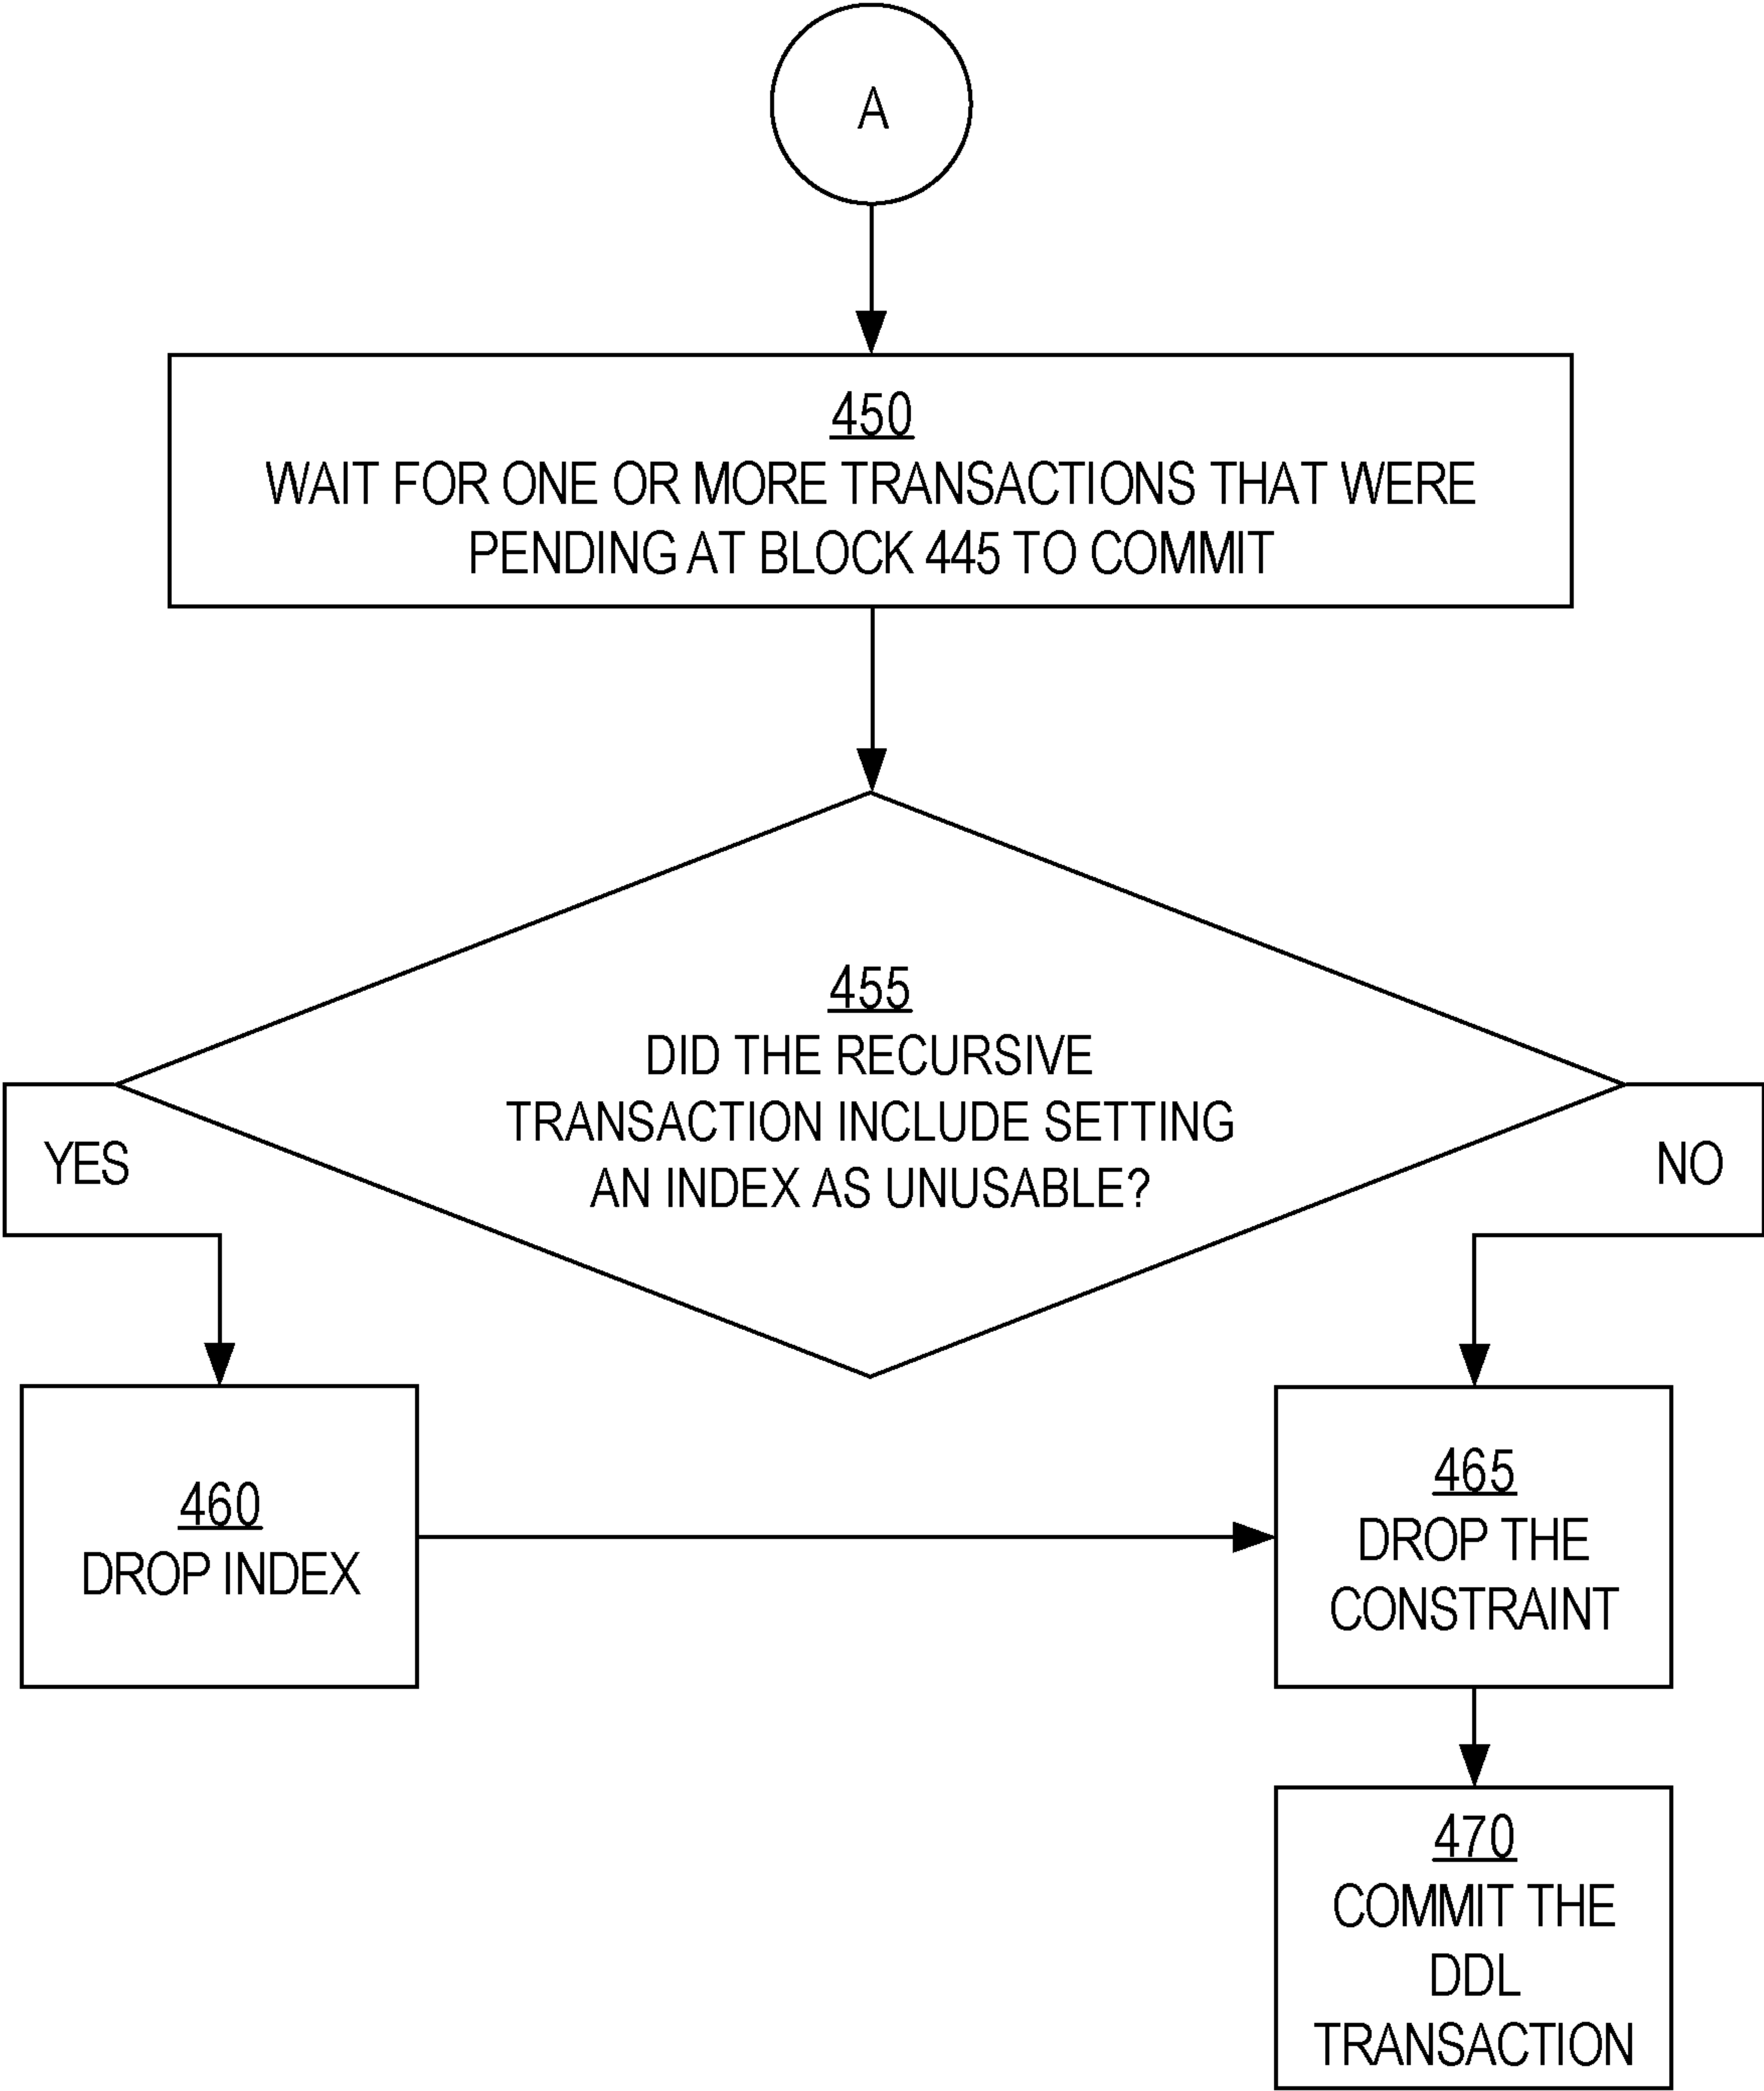 A
450
WAIT FOR ONE OR MORE TRANSACTIONS THAT WERE
PENDING AT BLOCK 445 TO COMMIT
455
DID THE RECURSIVE
TRANSACTION INCLUDE SETTING
AN INDEX AS UNUSABLE?
YES
NO
460
DROP INDEX
465
DROP THE
CONSTRAINT
470
COMMIT THE
DDL
TRANSACTION